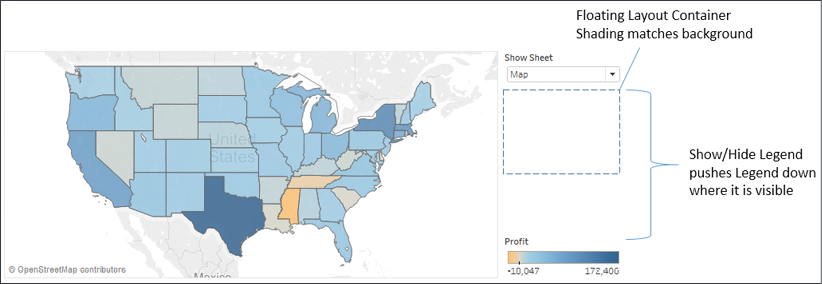 Floating Layout Container
Shading matches background
Show Sheet
Map
United
States
Show/Hide Legend
pushes Legend down
where it is visible
Profit
-10,047 172,406
© OpenStreetMap contributors
Mexico